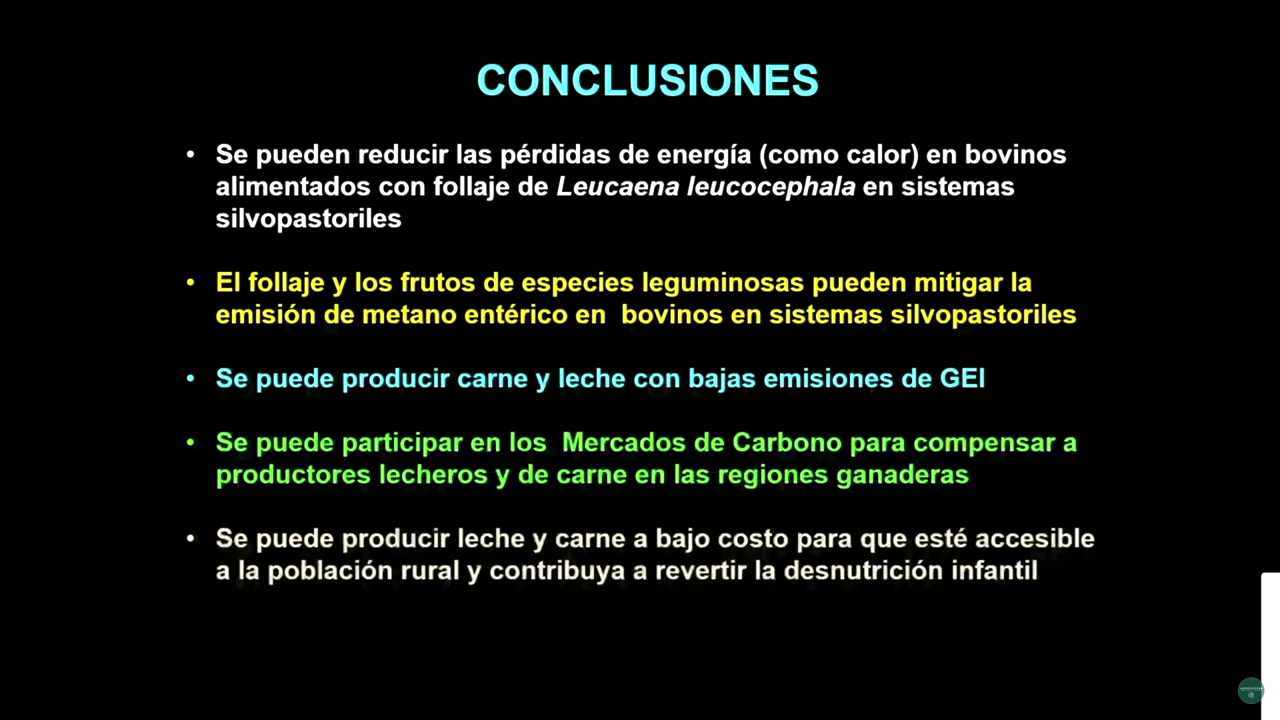 CONCLUSIONES
• Se pueden reducir las pérdidas de energía (como calor) en bovinos
alimentados con follaje de Leucaena leucocephala en sistemas
silvopastoriles
• El follaje y los frutos de especies leguminosas pueden mitigar la
emisión de metano entérico en  bovinos en sistemas silvopastoriles
• Se puede producir carne y leche con bajas emisiones de GEI
• Se puede participar en los  Mercados de Carbono para compensar a
productores lecheros y de carne en las regiones ganaderas
• Se puede producir leche y carne a bajo costo para que esté accesible
a la población rural y contribuya a revertir la desnutrición infantil